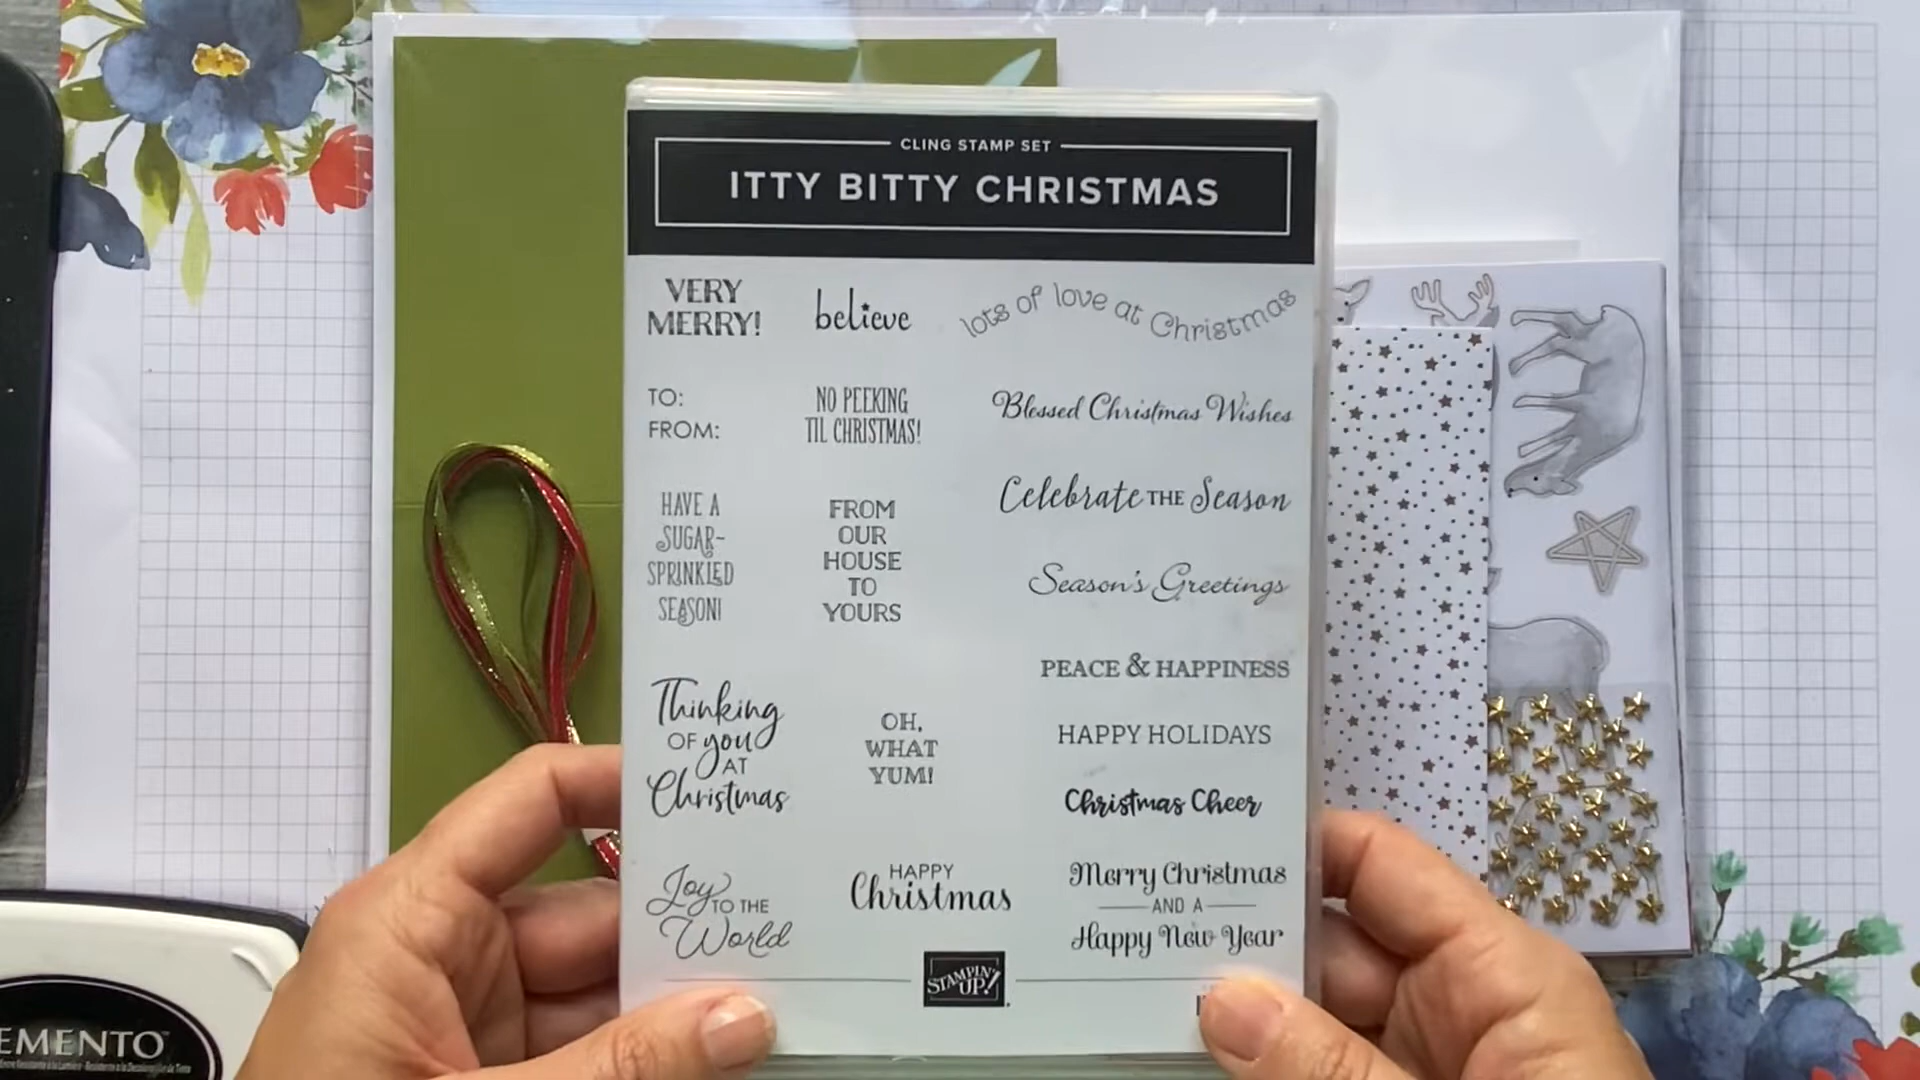 CLING STAMP SET
ITTY BITTY CHRISTMAS
VERY
MERRY!
believe
lots of love at Christmas
TO:
FROM:
NO PEEKING
TIL CHRISTMAS!
Blessed Christmas Wishes
Celebrate THE Season
HAVE A
SUGAR-
SPRINKLED
SEASON!
FROM
OUR
HOUSE
TO
YOURS
Season's Greetings
PEACE & HAPPINESS
Thinking
OF you
AT
Christmas
OH,
WHAT
YUM!
HAPPY HOLIDAYS
Christmas Cheer
Joy
TO THE
World
HAPPY
Christmas
Merry Christmas
AND A
Happy New Year
STAMPIN'
UP!
EMENTO